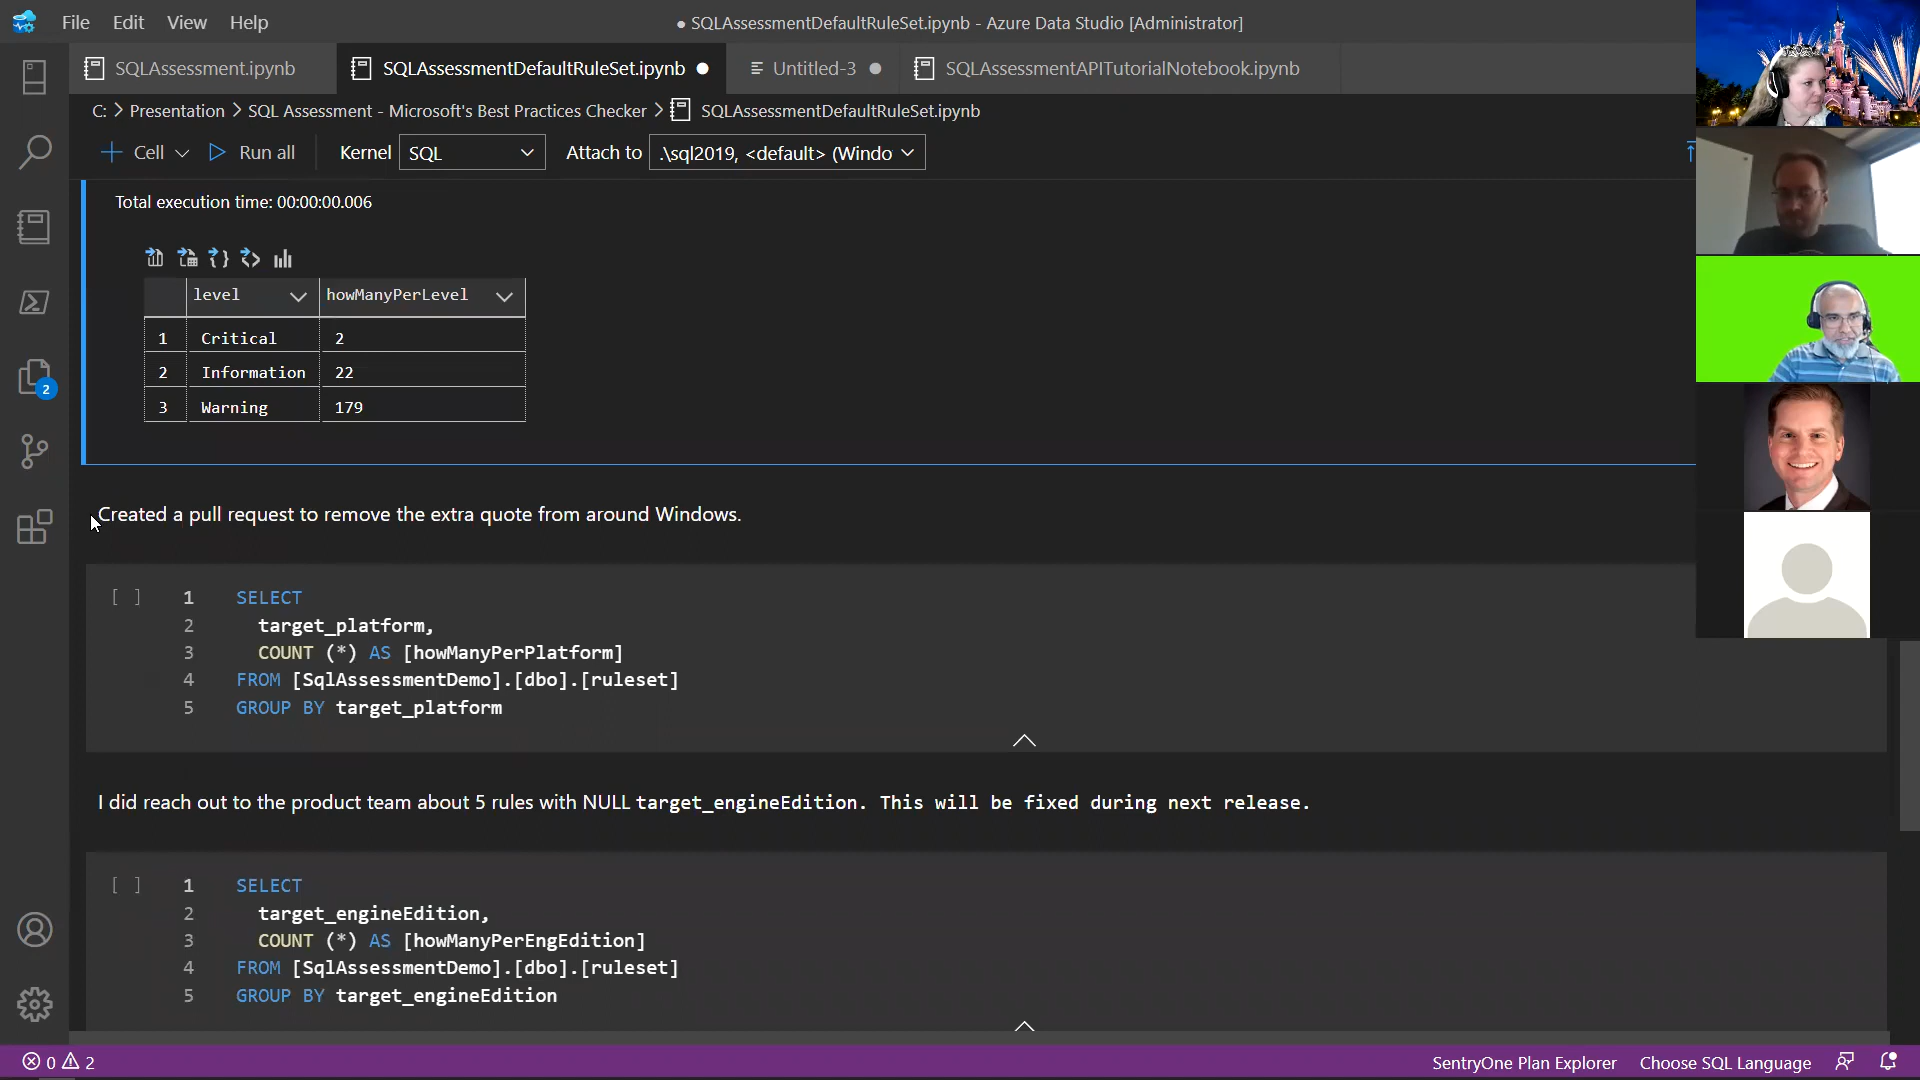 File Edit View Help
● SQLAssessmentDefaultRuleSet.ipynb - Azure Data Studio [Administrator]
SQLAssessment.ipynb
SQLAssessmentDefaultRuleSet.ipynb ●
Untitled-3 ●
SQLAssessmentAPITutorialNotebook.ipynb
C: > Presentation > SQL Assessment - Microsoft's Best Practices Checker > SQLAssessmentDefaultRuleSet.ipynb
+ Cell Run all Kernel SQL Attach to .\sql2019, <default> (Windo
Total execution time: 00:00:00.006
level howManyPerLevel
1 Critical 2
2 Information 22
3 Warning 179
2
Created a pull request to remove the extra quote from around Windows.
[ ] 1 SELECT
2 target_platform,
3 COUNT (*) AS [howManyPerPlatform]
4 FROM [SqlAssessmentDemo].[dbo].[ruleset]
5 GROUP BY target_platform
I did reach out to the product team about 5 rules with NULL target_engineEdition. This will be fixed during next release.
[ ] 1 SELECT
2 target_engineEdition,
3 COUNT (*) AS [howManyPerEngEdition]
4 FROM [SqlAssessmentDemo].[dbo].[ruleset]
5 GROUP BY target_engineEdition
0 2
SentryOne Plan Explorer Choose SQL Language